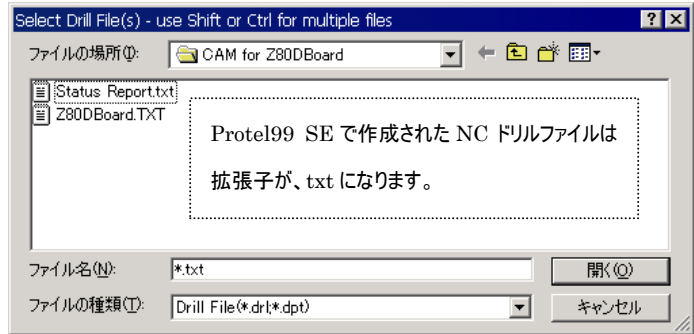 Select Drill File(s) - use Shift or Ctrl for multiple files
ファイルの場所(I):
CAM for Z80DBoard
Status Report.txt
Z80DBoard.TXT
Protel99 SE で作成された NC ドリルファイルは
拡張子が、txt になります。
ファイル名(N):
*.txt
開く(O)
ファイルの種類(T):
Drill File(*.drl;*.dpt)
キャンセル